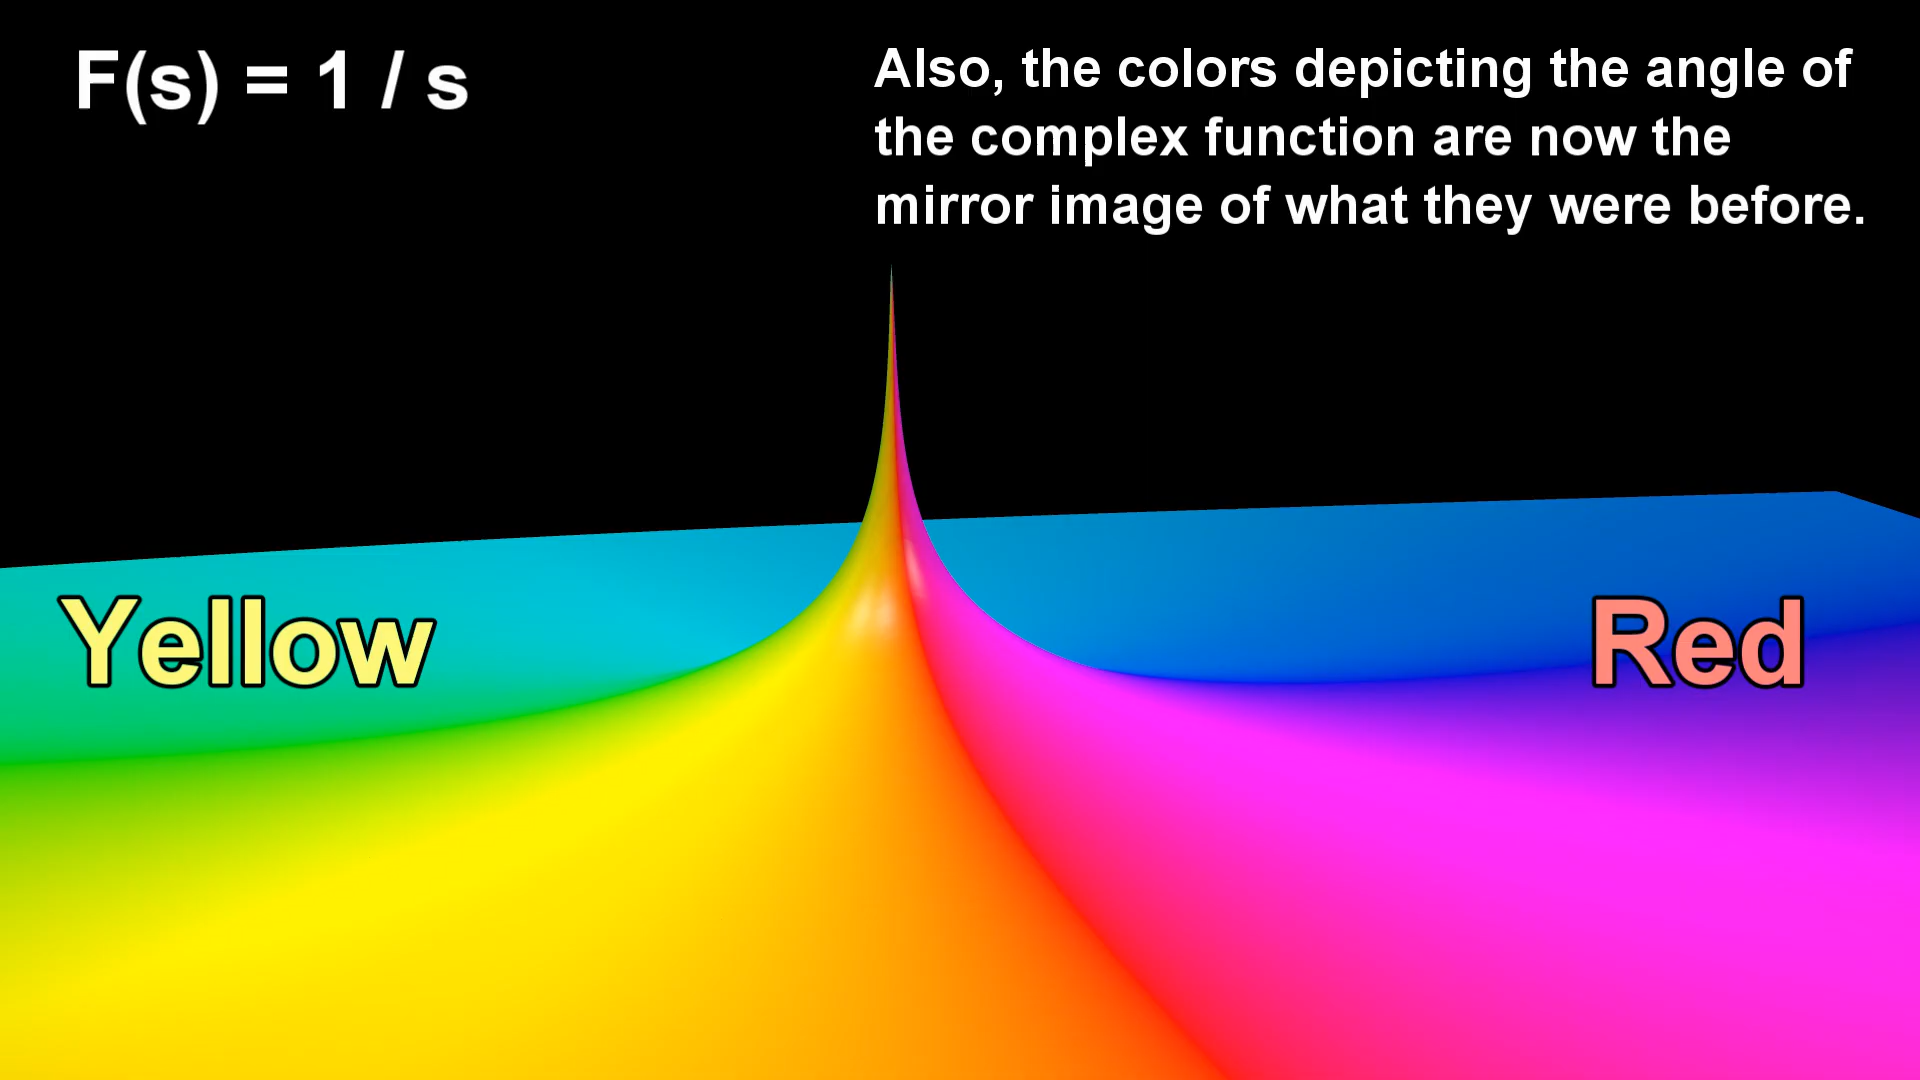 F(s) = 1 / s
Also, the colors depicting the angle of
the complex function are now the
mirror image of what they were before.
Yellow
Red